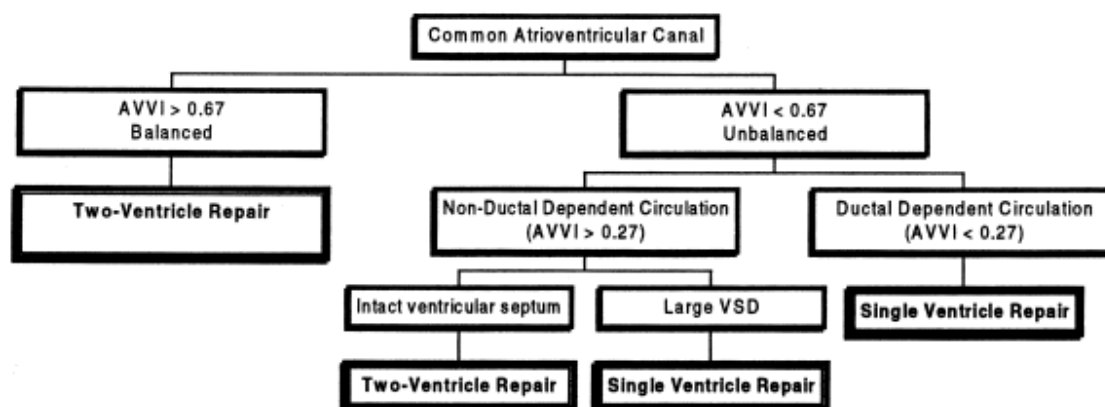 Common Atrioventricular Canal
AVVI > 0.67
Balanced
AVVI < 0.67
Unbalanced
Two-Ventricle Repair
Non-Ductal Dependent Circulation
(AVVI > 0.27)
Ductal Dependent Circulation
(AVVI < 0.27)
Intact ventricular septum
Large VSD
Single Ventricle Repair
Two-Ventricle Repair
Single Ventricle Repair